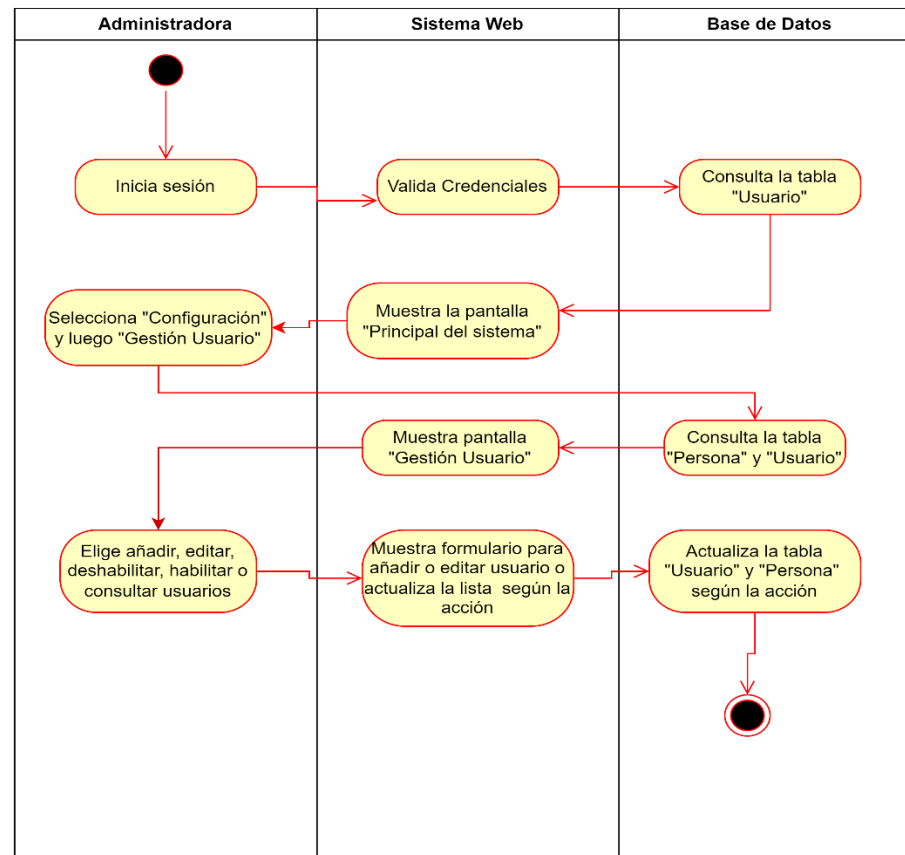 Administradora
Sistema Web
Base de Datos
Inicia sesión
Valida Credenciales
Consulta la tabla
"Usuario"
Muestra la pantalla
"Principal del sistema"
Selecciona "Configuración"
y luego "Gestión Usuario"
Consulta la tabla
"Persona" y "Usuario"
Muestra pantalla
"Gestión Usuario"
Elige añadir, editar,
deshabilitar, habilitar o
consultar usuarios
Muestra formulario para
añadir o editar usuario o
actualiza la lista según la
acción
Actualiza la tabla
"Usuario" y "Persona"
según la acción